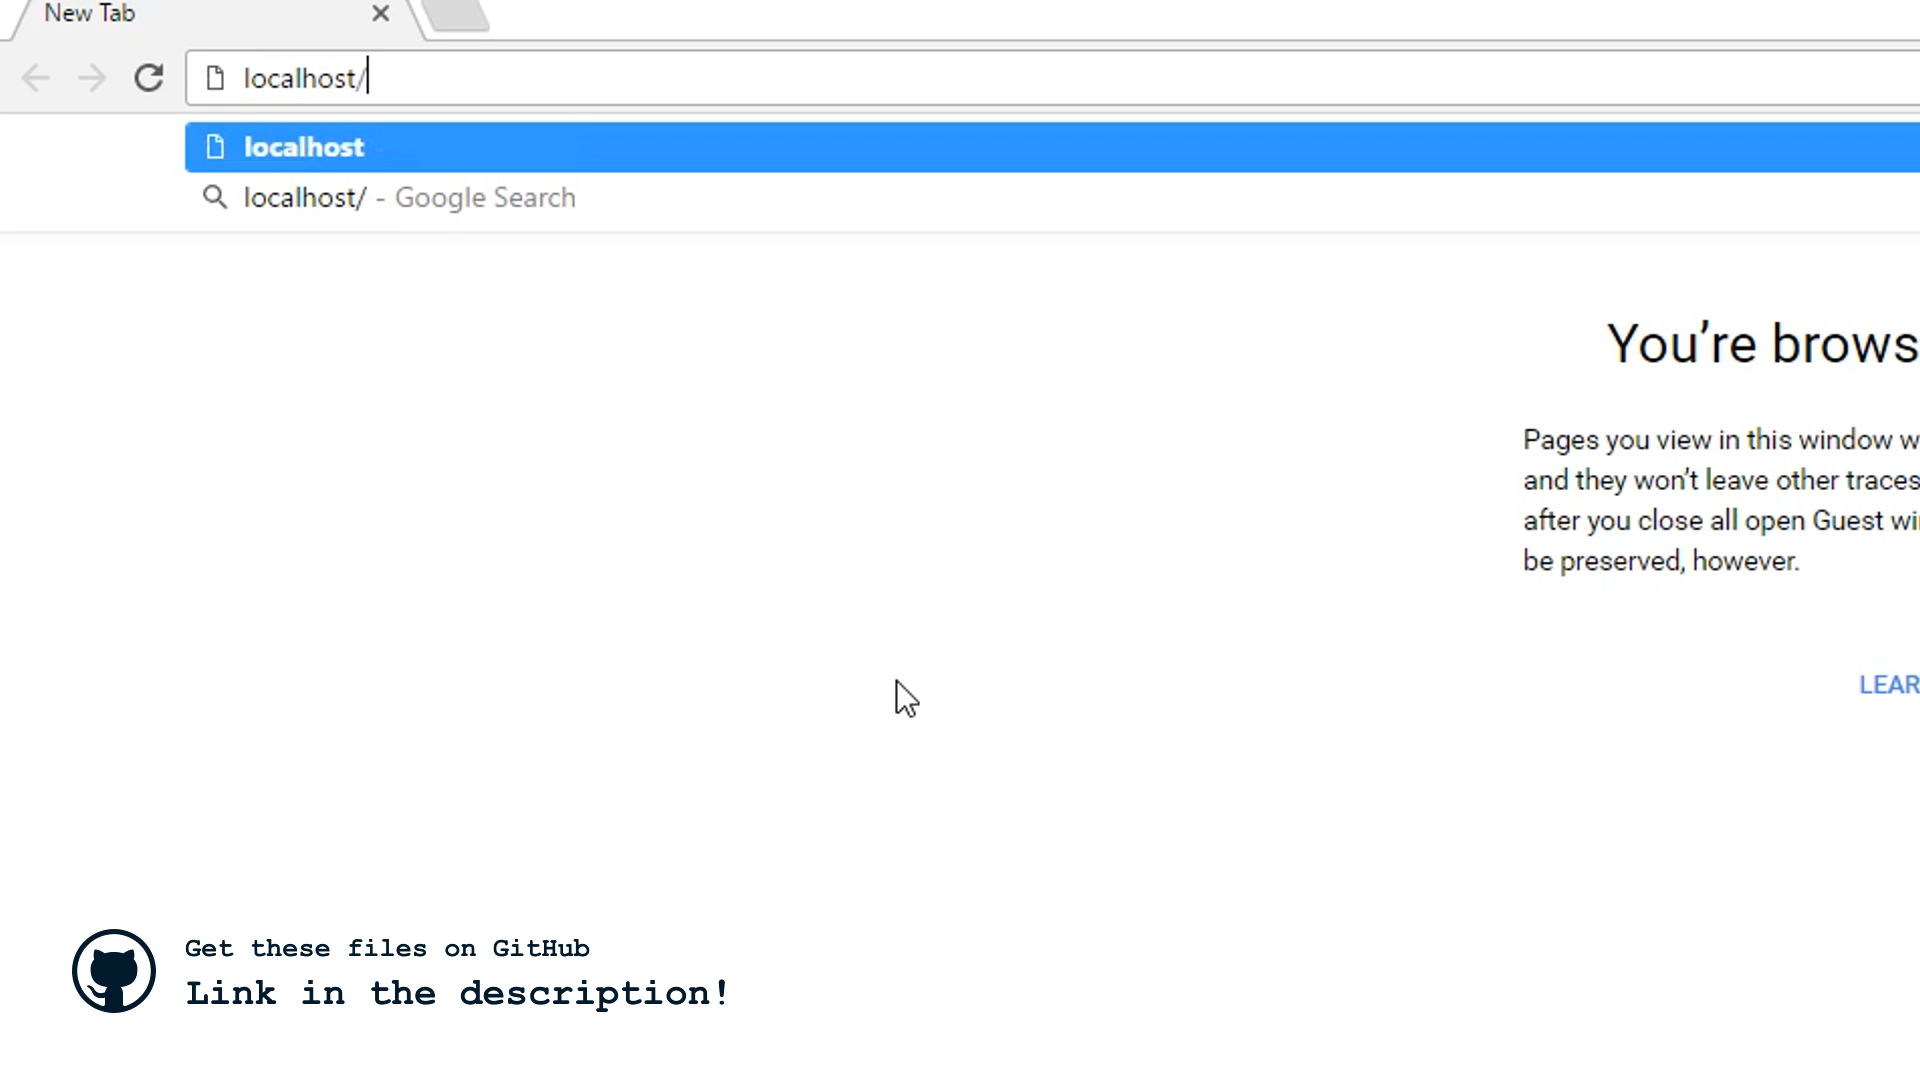 New Tab
localhost/
localhost
localhost/ - Google Search
You're brows
Pages you view in this window w
and they won't leave other traces
after you close all open Guest wi
be preserved, however.
LEAR
Get these files on GitHub
Link in the description!